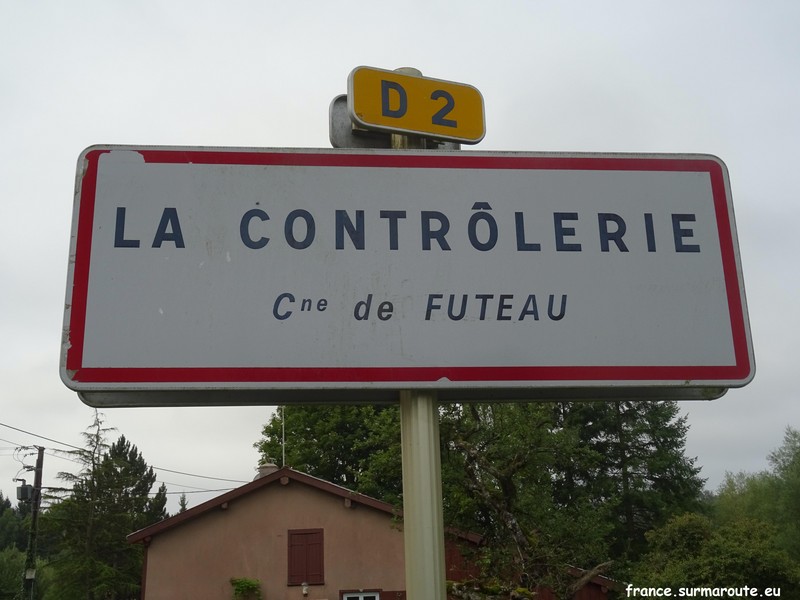 D 2
LA CONTRÔLERIE
Cne de FUTEAU
france.surmaroute.eu